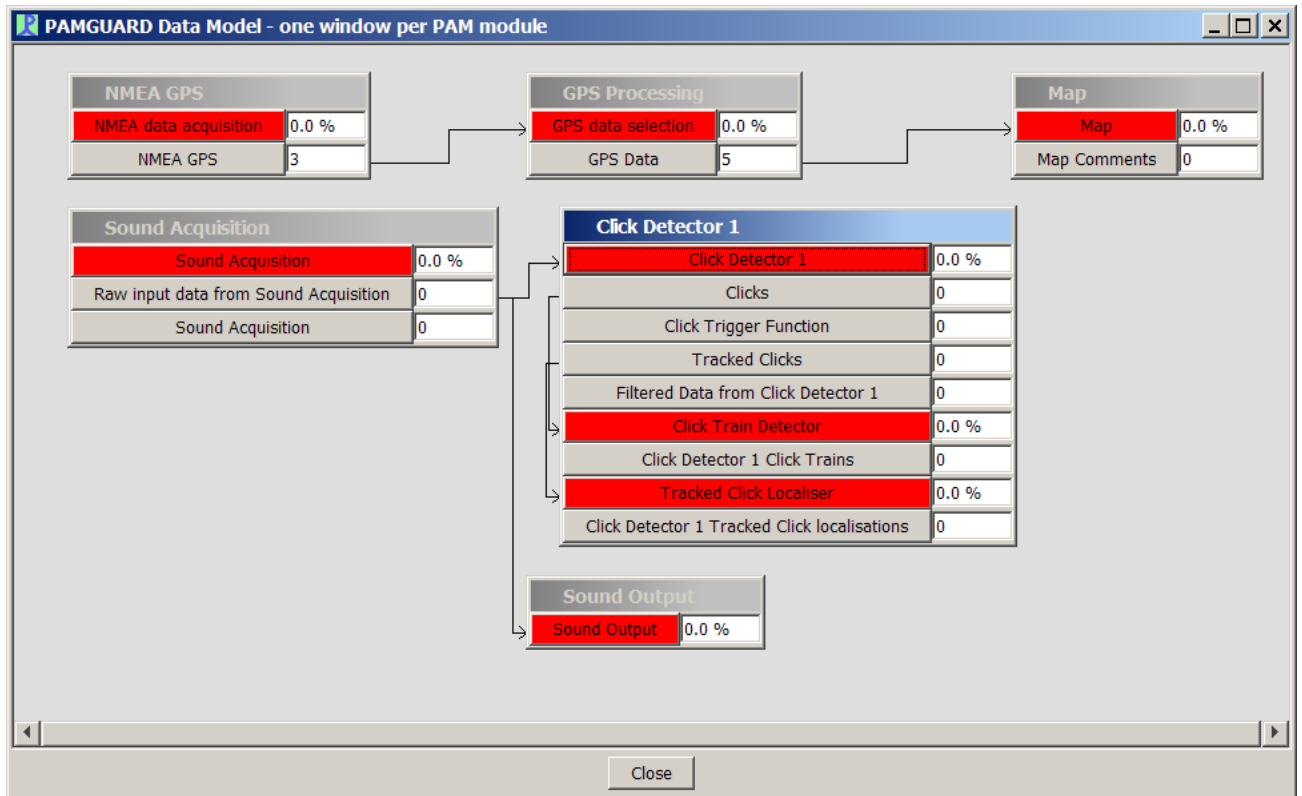 PAMGUARD Data Model - one window per PAM module
NMEA GPS
NMEA data acquisition 0.0 %
NMEA GPS 3
GPS Processing
GPS data selection 0.0 %
GPS Data 5
Map
Map 0.0 %
Map Comments 0
Sound Acquisition
Sound Acquisition 0.0 %
Raw input data from Sound Acquisition 0
Sound Acquisition 0
Click Detector 1
Click Detector 1 0.0 %
Clicks 0
Click Trigger Function 0
Tracked Clicks 0
Filtered Data from Click Detector 1 0
Click Train Detector 0.0 %
Click Detector 1 Click Trains 0
Tracked Click Localiser 0.0 %
Click Detector 1 Tracked Click localisations 0
Sound Output
Sound Output 0.0 %
Close